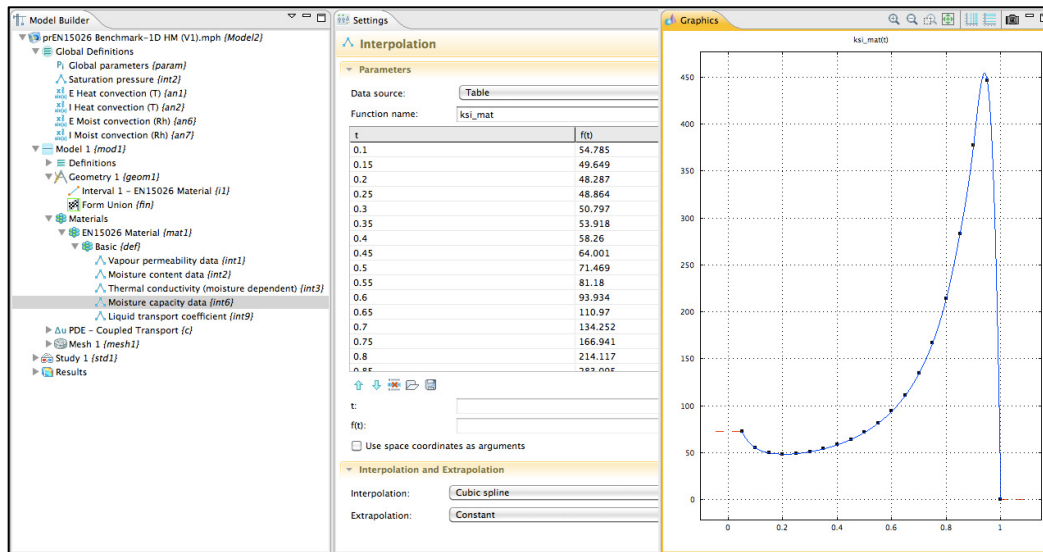 Model Builder
prEN15026 Benchmark-1D HM (V1).mph {Model2}
Global Definitions
Pi Global parameters {param}
Saturation pressure {int2}
E Heat convection (T) {an1}
I Heat convection (T) {an2}
E Moist convection (Rh) {an6}
I Moist convection (Rh) {an7}
Model 1 {mod1}
Definitions
Geometry 1 {geom1}
Interval 1 - EN15026 Material {i1}
Form Union {fin}
Materials
EN15026 Material {mat1}
Basic {def}
Vapour permeability data {int1}
Moisture content data {int2}
Thermal conductivity (moisture dependent) {int3}
Moisture capacity data {int6}
Liquid transport coefficient {int9}
Δu PDE - Coupled Transport {c}
Mesh 1 {mesh1}
Study 1 {std1}
Results
Settings
Interpolation
Parameters
Data source: Table
Function name: ksi_mat
t f(t)
0.1 54.785
0.15 49.649
0.2 48.287
0.25 48.864
0.3 50.797
0.35 53.918
0.4 58.26
0.45 64.001
0.5 71.469
0.55 81.18
0.6 93.934
0.65 110.97
0.7 134.252
0.75 166.941
0.8 214.117
0.85 283.095
t:
f(t):
Use space coordinates as arguments
Interpolation and Extrapolation
Interpolation: Cubic spline
Extrapolation: Constant
Graphics
ksi_mat(t)
450
400
350
300
250
200
150
100
50
0
0 0.2 0.4 0.6 0.8 1